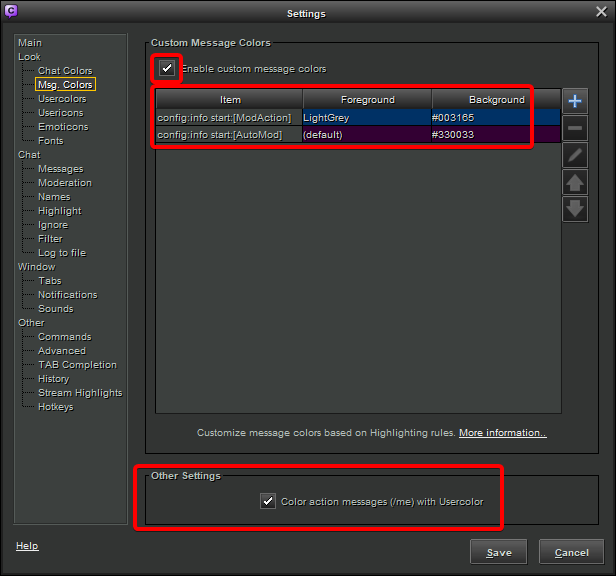 Settings
Main
Look
Chat Colors
Msg. Colors
Usercolors
Usericons
Emoticons
Fonts
Chat
Messages
Moderation
Names
Highlight
Ignore
Filter
Log to file
Window
Tabs
Notifications
Sounds
Other
Commands
Advanced
TAB Completion
History
Stream Highlights
Hotkeys
Help
Custom Message Colors
Enable custom message colors
Item Foreground Background
config:info start:[ModAction] LightGrey #003165
config:info start:[AutoMod] (default) #330033
Customize message colors based on Highlighting rules. More information..
Other Settings
Color action messages (/me) with Usercolor
Save Cancel